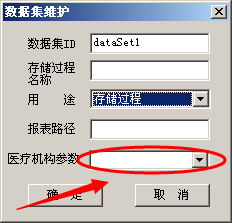 数据集维护
数据集ID dataSet1
存储过程
名称
用 途 存储过程
报表路径
医疗机构参数
确 定 取 消